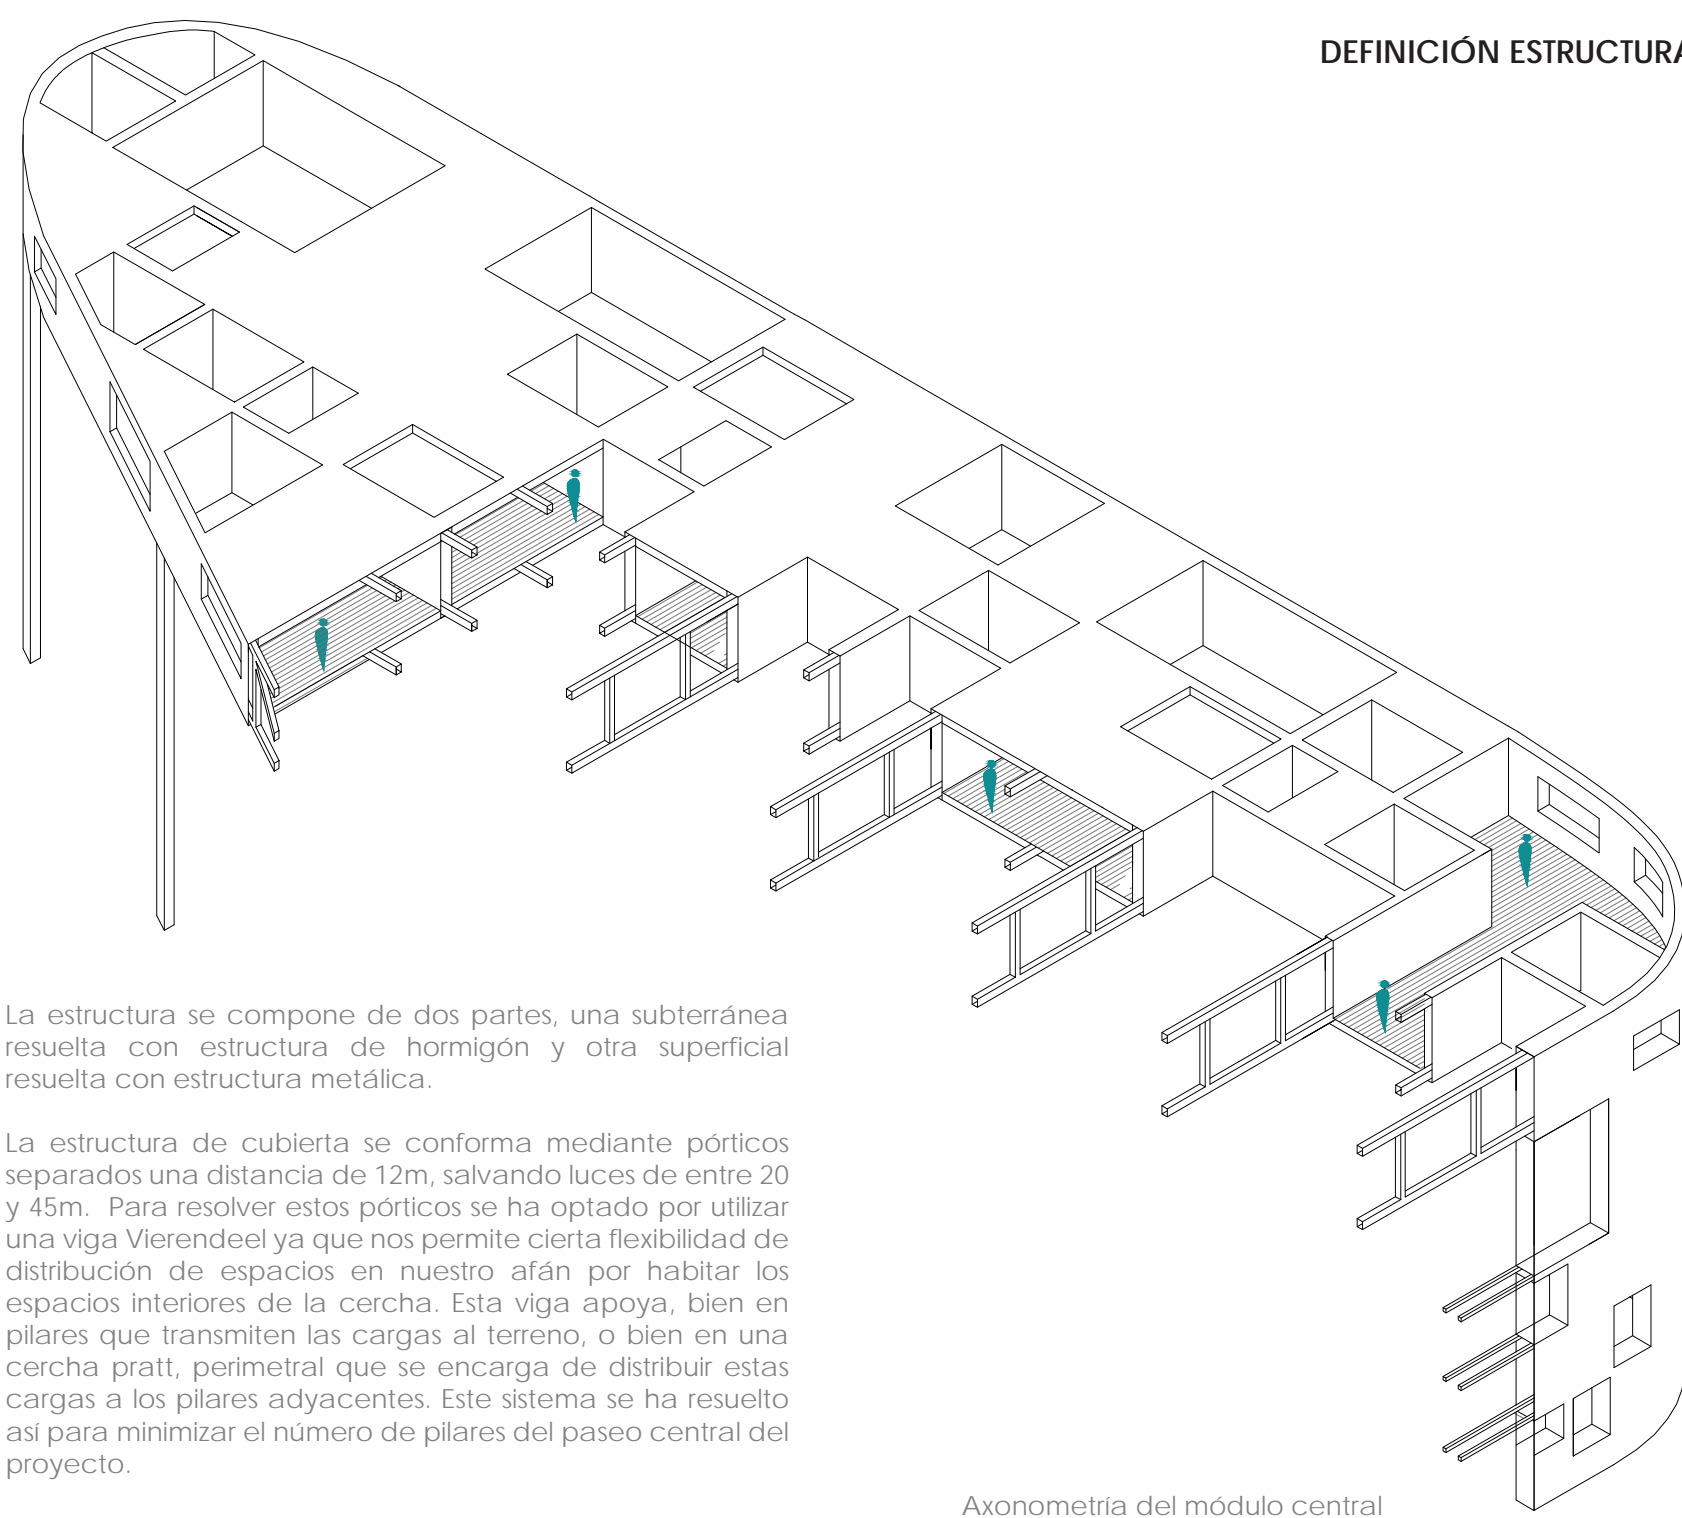 DEFINICIÓN ESTRUCTURA
La estructura se compone de dos partes, una subterránea
resuelta con estructura de hormigón y otra superficial
resuelta con estructura metálica.
La estructura de cubierta se conforma mediante pórticos
separados una distancia de 12m, salvando luces de entre 20
y 45m. Para resolver estos pórticos se ha optado por utilizar
una viga Vierendeel ya que nos permite cierta flexibilidad de
distribución de espacios en nuestro afán por habitar los
espacios interiores de la cercha. Esta viga apoya, bien en
pilares que transmiten las cargas al terreno, o bien en una
cercha pratt, perimetral que se encarga de distribuir estas
cargas a los pilares adyacentes. Este sistema se ha resuelto
así para minimizar el número de pilares del paseo central del
proyecto.
Axonometría del módulo central